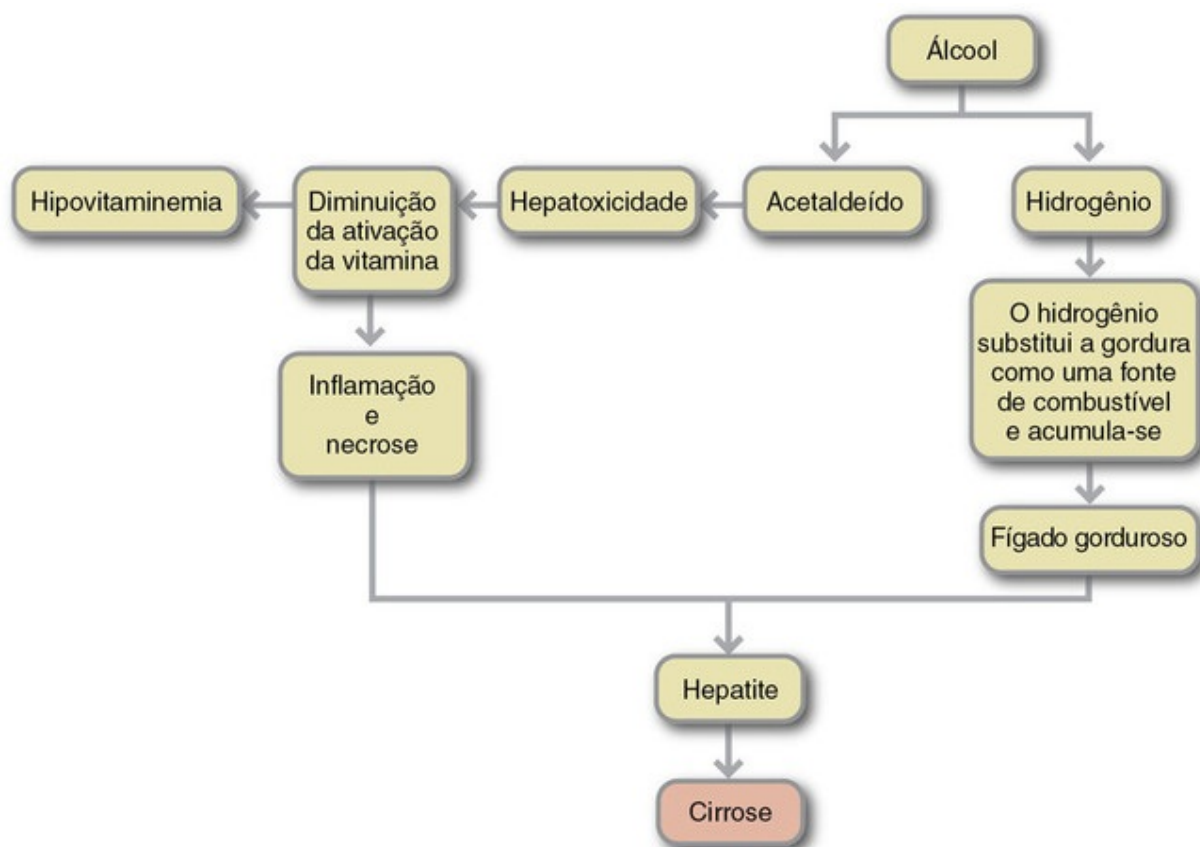 Álcool
Hipovitaminemia
Diminuição
da ativação
da vitamina
Hepatoxicidade
Acetaldeído
Hidrogênio
Inflamação
e
necrose
O hidrogênio
substitui a gordura
como uma fonte
de combustível
e acumula-se
Fígado gorduroso
Hepatite
Cirrose